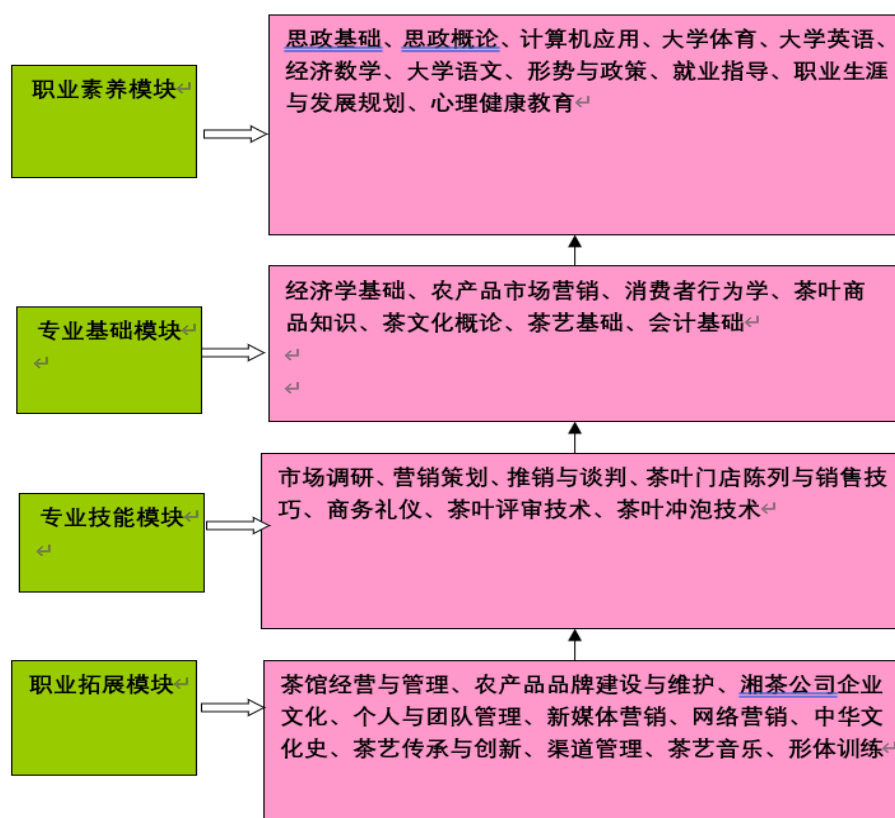 职业素养模块
思政基础、思政概论、计算机应用、大学体育、大学英语、
经济数学、大学语文、形势与政策、就业指导、职业生涯
与发展规划、心理健康教育
专业基础模块
经济学基础、农产品市场营销、消费者行为学、茶叶商
品知识、茶文化概论、茶艺基础、会计基础
专业技能模块
市场调研、营销策划、推销与谈判、茶叶门店陈列与销售技
巧、商务礼仪、茶叶评审技术、茶叶冲泡技术
职业拓展模块
茶馆经营与管理、农产品品牌建设与维护、湘茶公司企业
文化、个人与团队管理、新媒体营销、网络营销、中华文
化史、茶艺传承与创新、渠道管理、茶艺音乐、形体训练